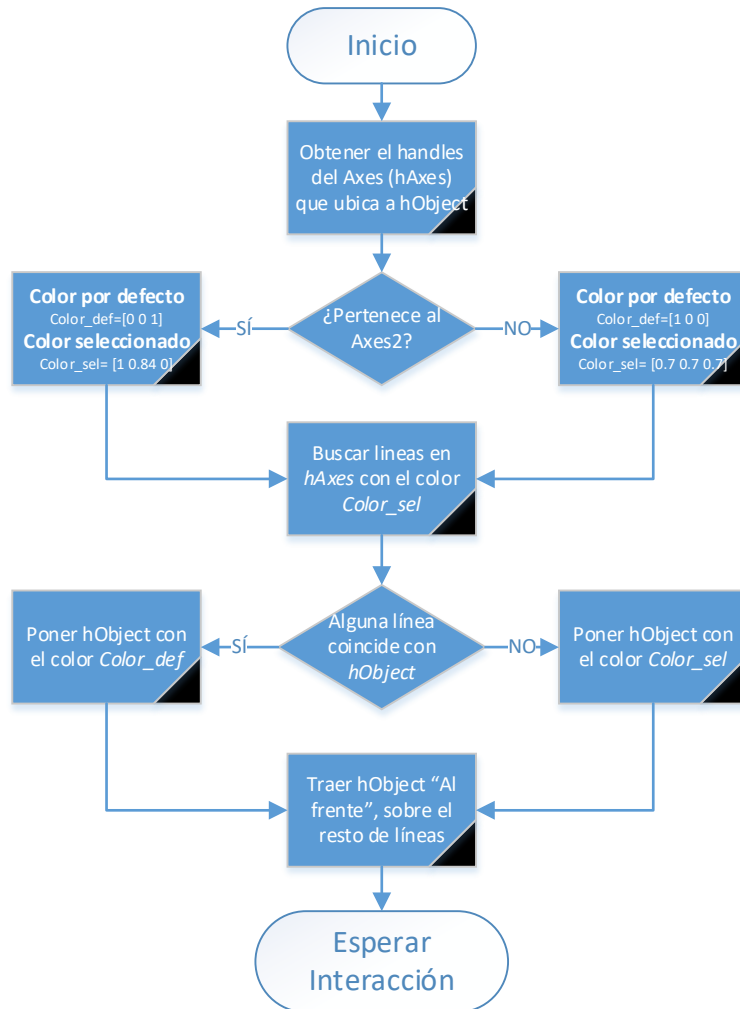 Inicio
Obtener el handles
del Axes (hAxes)
que ubica a hObject
¿Pertenece al
Axes2?
SÍ
NO
Color por defecto
Color_def=[0 0 1]
Color seleccionado
Color_sel= [1 0.84 0]
Color por defecto
Color_def=[1 0 0]
Color seleccionado
Color_sel= [0.7 0.7 0.7]
Buscar lineas en
hAxes con el color
Color_sel
Alguna línea
coincide con
hObject
SÍ
NO
Poner hObject con
el color Color_def
Poner hObject con
el color Color_sel
Traer hObject “Al
frente”, sobre el
resto de líneas
Esperar
Interacción